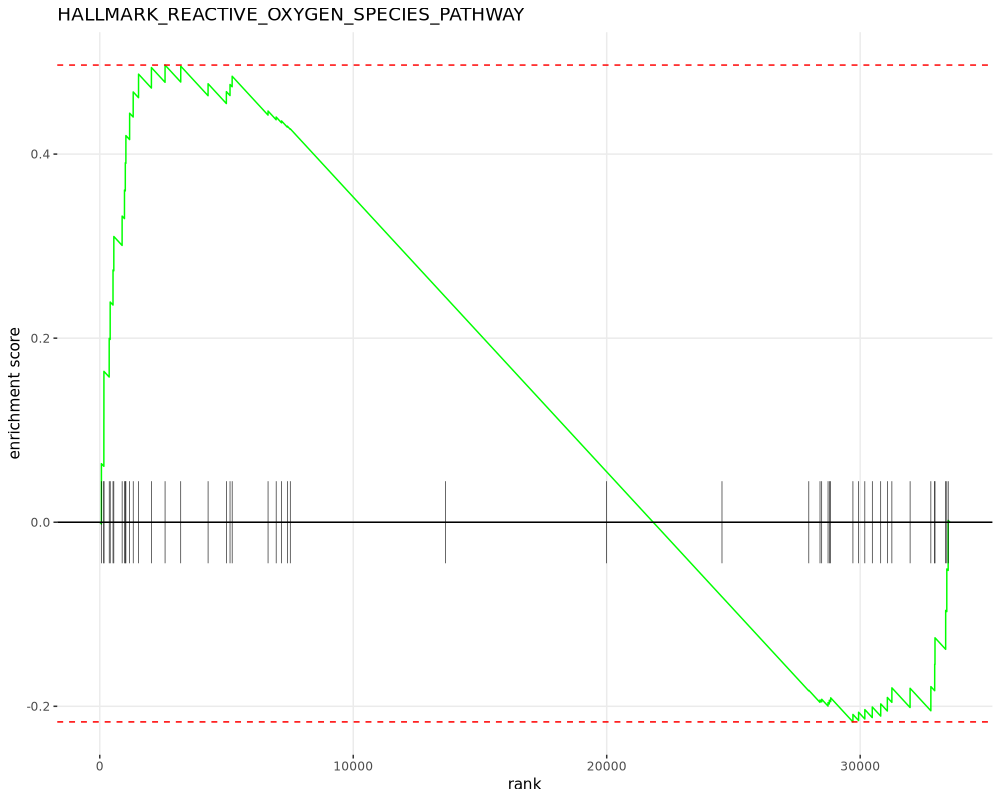 HALLMARK_REACTIVE_OXYGEN_SPECIES_PATHWAY
enrichment score
0.4
0.2
0.0
-0.2
0 10000 20000 30000
rank